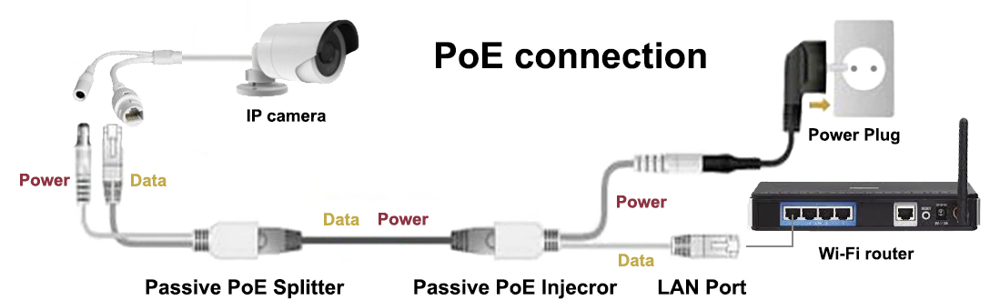 PoE connection
IP camera
Power Plug
Power
Data
Power
Data
Power
Data
Wi-Fi router
Passive PoE Splitter
Passive PoE Injecror
LAN Port